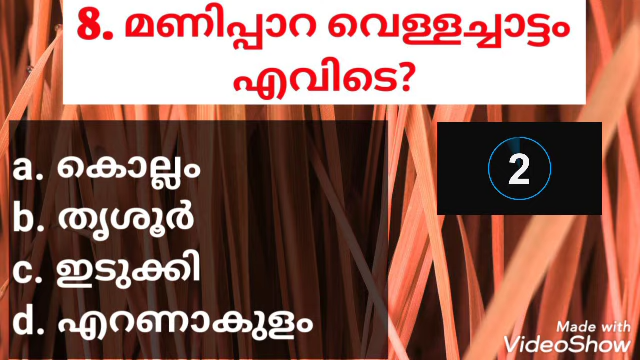 8. മണിപ്പാറ വെള്ളച്ചാട്ടം
എവിടെ?
2
a. കൊല്ലം
b. തൃശൂർ
c. ഇടുക്കി
d. എറണാകുളം
Made with
VideoShow